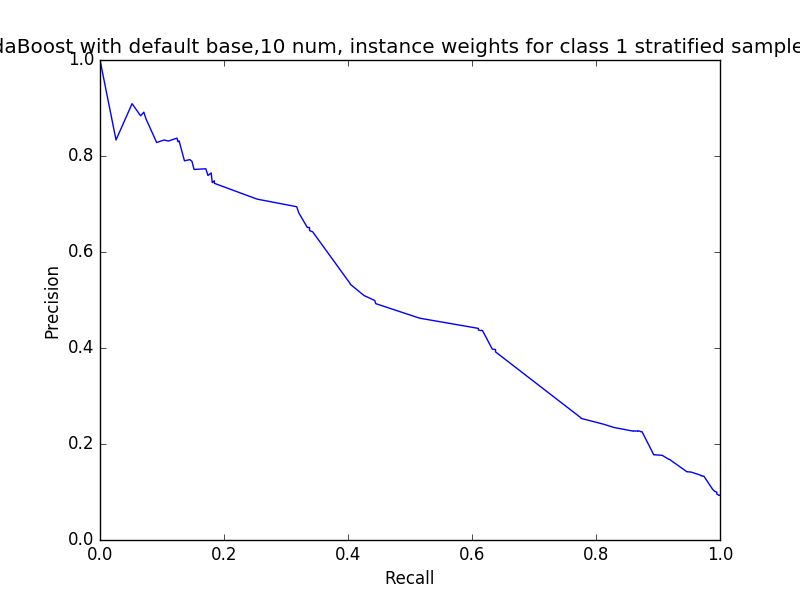 daBoost with default base,10 num, instance weights for class 1 stratified sample
1.0
0.8
0.6
0.4
0.2
0.0
Precision
0.0 0.2 0.4 0.6 0.8 1.0
Recall